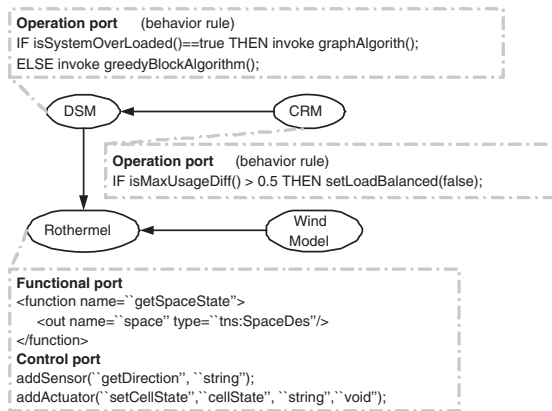 Operation port (behavior rule)
IF isSystemOverLoaded()==true THEN invoke graphAlgorith();
ELSE invoke greedyBlockAlgorithm();
DSM
CRM
Operation port (behavior rule)
IF isMaxUsageDiff() > 0.5 THEN setLoadBalanced(false);
Rothermel
Wind
Model
Functional port
<function name=``getSpaceState'’>
<out name=``space'’ type=``tns:SpaceDes'’/>
</function>
Control port
addSensor(``getDirection'’, ``string'’);
addActuator(``setCellState'’,``cellState'’, ``string'’,``void'’);